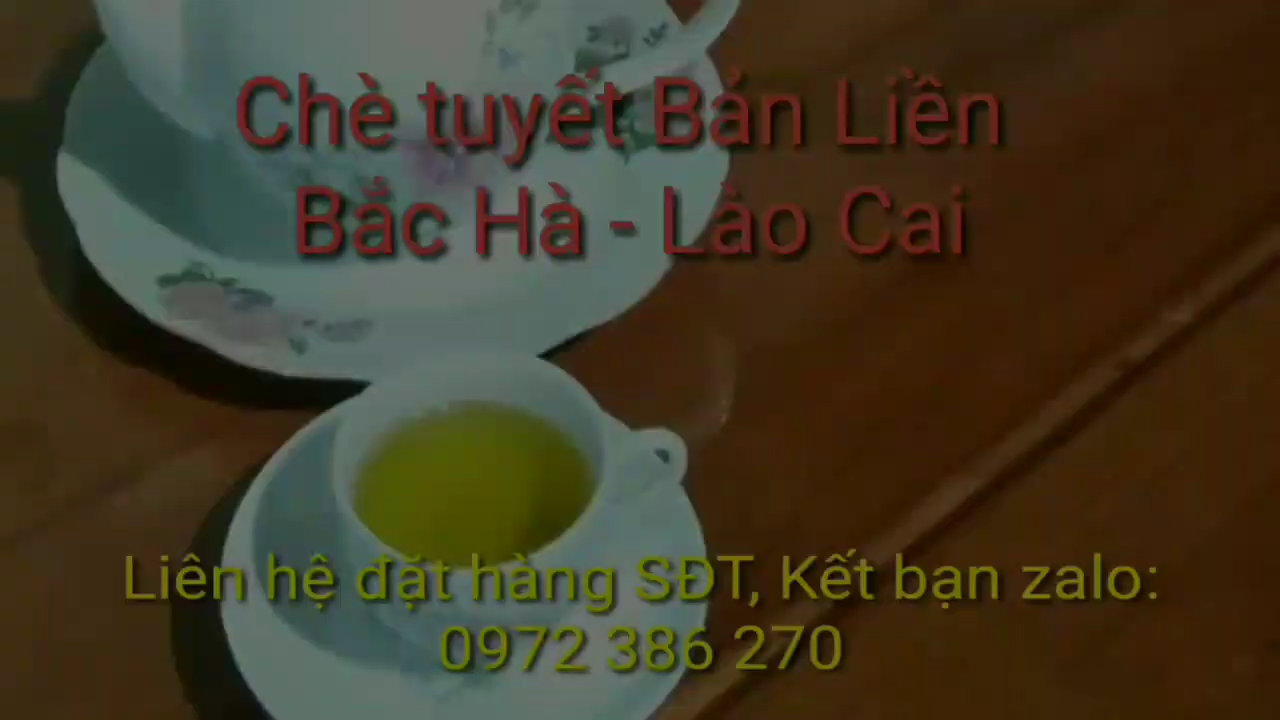 Chè tuyết Bản Liền
Bắc Hà - Lào Cai
Liên hệ đặt hàng SĐT, Kết bạn zalo:
0972 386 270